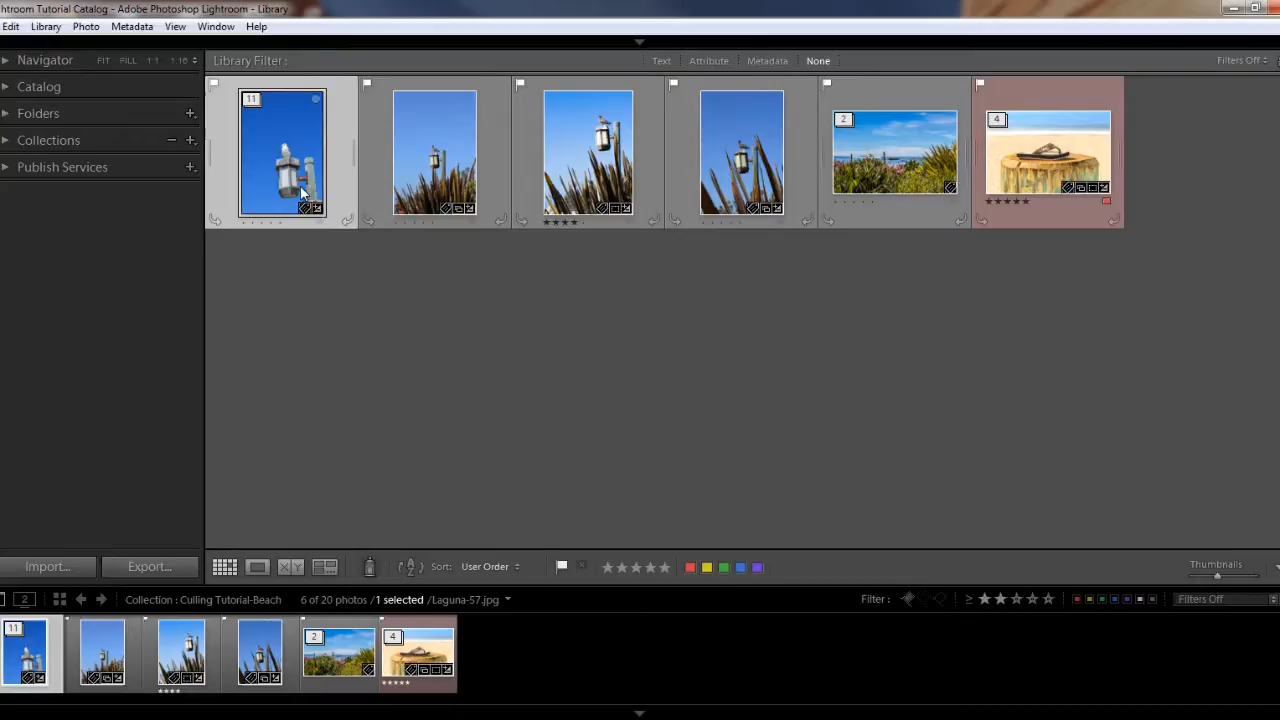 htroom Tutorial Catalog - Adobe Photoshop Lightroom - Library
Edit Library Photo Metadata View Window Help
Navigator FIT FILL 1:1 1:16
Library Filter : Text Attribute Metadata None Filters Off
Catalog
Folders
Collections
Publish Services
11
2
4
Import... Export... Sort: User Order Thumbnails
2 Collection : Culling Tutorial-Beach 6 of 20 photos / 1 selected / Laguna-57.jpg Filter : ≥ Filters Off
11
2
4